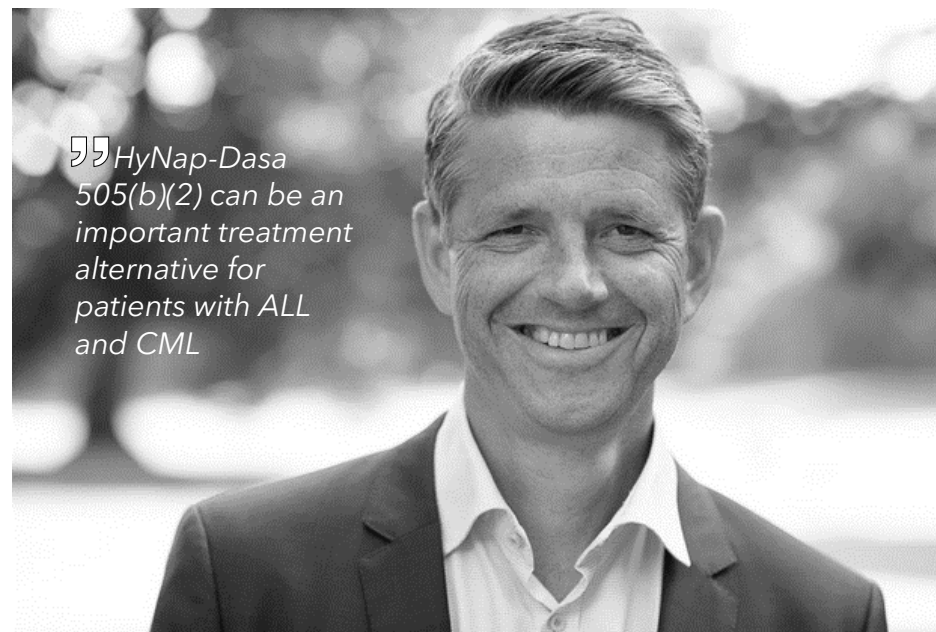 ”HyNap-Dasa
505(b)(2) can be an
important treatment
alternative for
patients with ALL
and CML